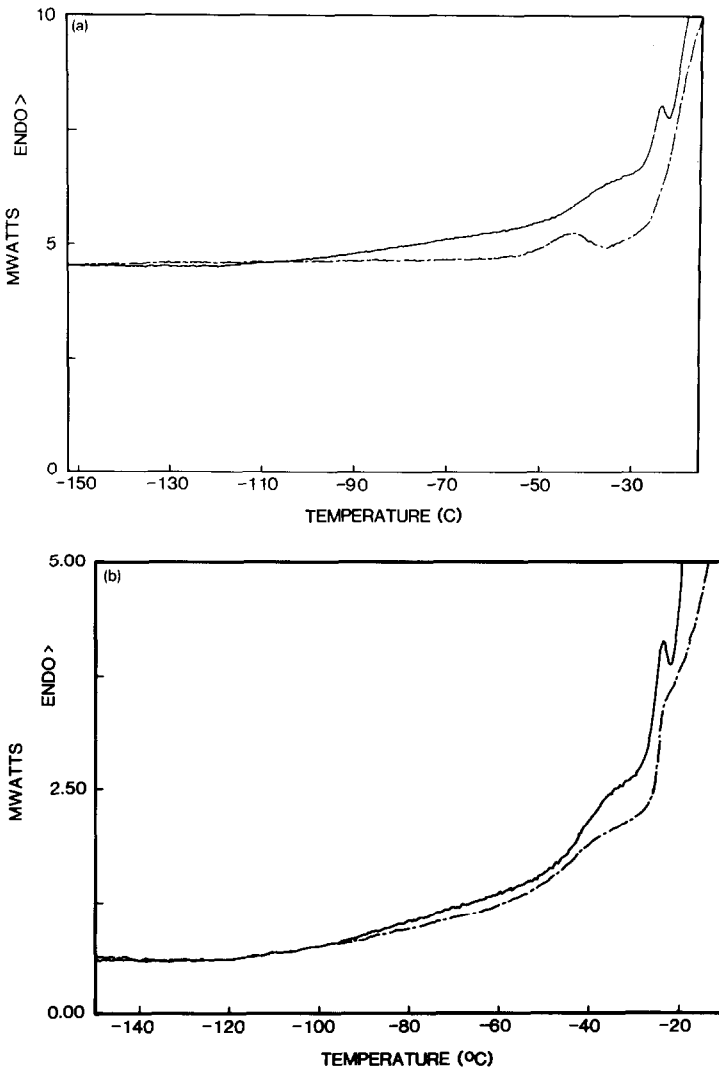 (a)
10
5
0
MWATTS ENDO >
-150 -130 -110 -90 -70 -50 -30
TEMPERATURE (C)
(b)
5.00
2.50
0.00
MWATTS ENDO >
-140 -120 -100 -80 -60 -40 -20
TEMPERATURE (ºC)